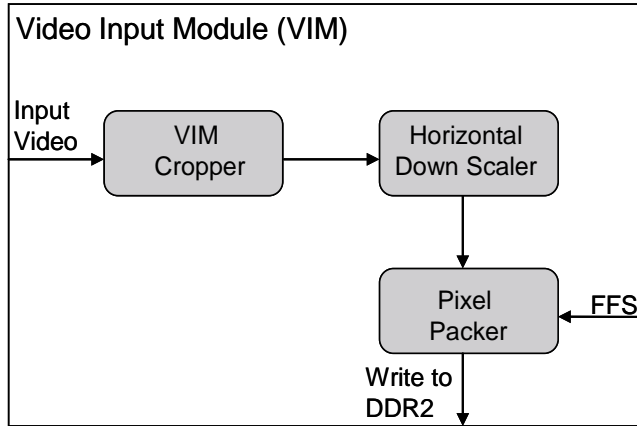 Video Input Module (VIM)
Input
Video
VIM
Cropper
Horizontal
Down Scaler
Pixel
Packer
FFS
Write to
DDR2